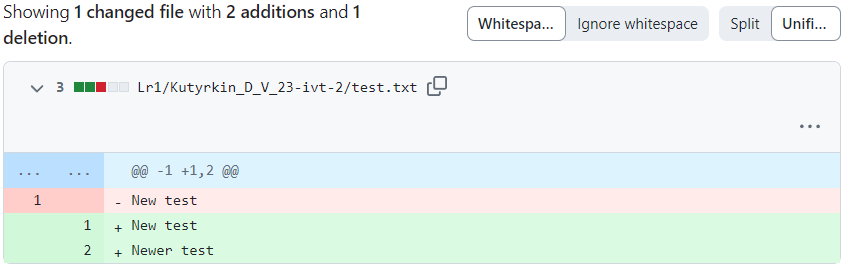 Showing 1 changed file with 2 additions and 1 deletion.
Whitespa... Ignore whitespace Split Unifi...
3 Lr1/Kutyrkin_D_V_23-ivt-2/test.txt
...
... ... @@ -1 +1,2 @@
1 - New test
1 + New test
2 + Newer test